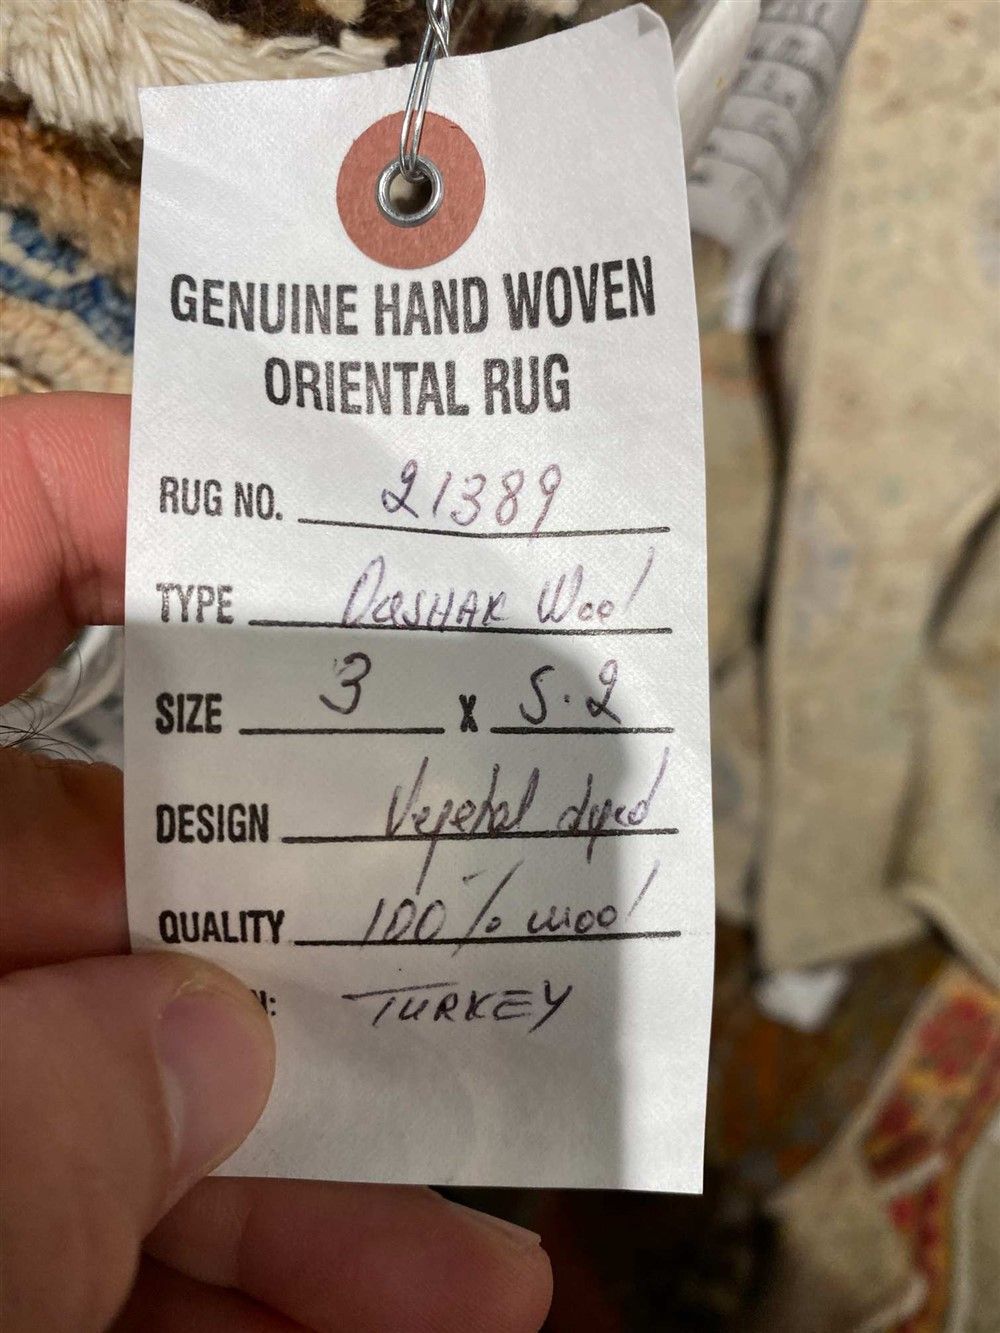 GENUINE HAND WOVEN
ORIENTAL RUG
RUG NO. 21389
TYPE OUSHAK Wool
SIZE 3 X 5.2
DESIGN Vegetal dyed
QUALITY 100% wool
N: TURKEY